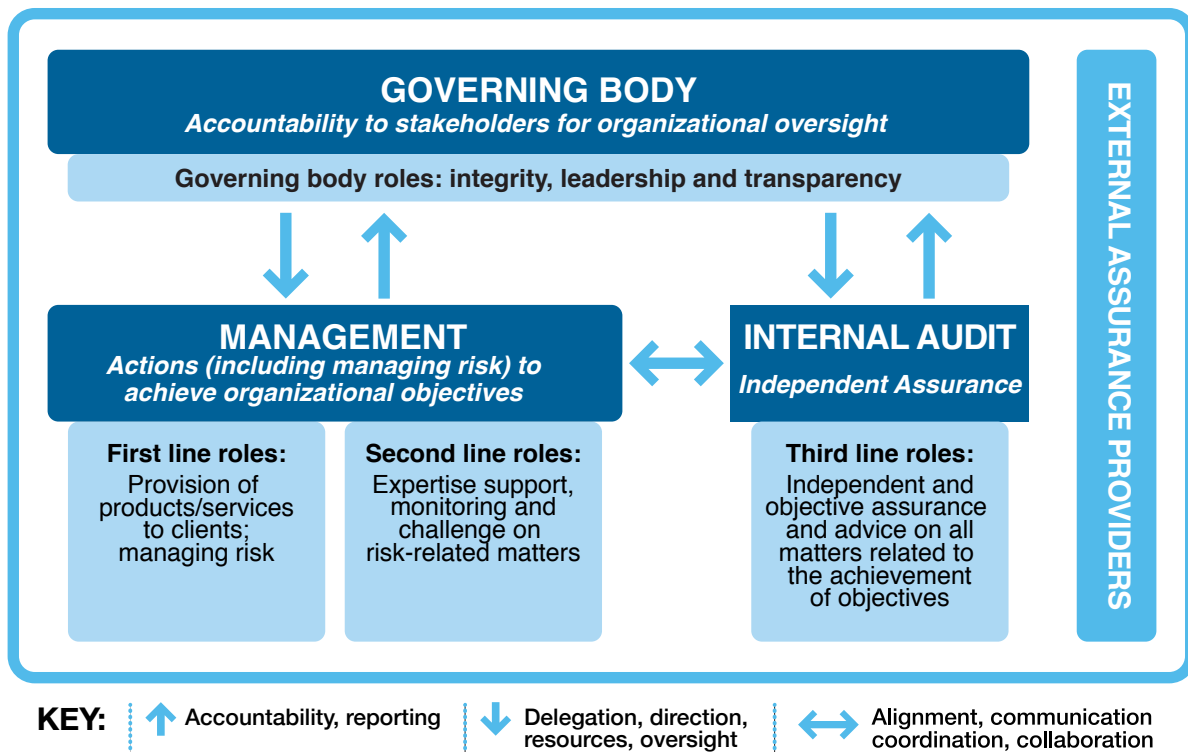 GOVERNING BODY
Accountability to stakeholders for organizational oversight
Governing body roles: integrity, leadership and transparency
MANAGEMENT
Actions (including managing risk) to
achieve organizational objectives
INTERNAL AUDIT
Independent Assurance
First line roles:
Provision of
products/services
to clients;
managing risk
Second line roles:
Expertise support,
monitoring and
challenge on
risk-related matters
Third line roles:
Independent and
objective assurance
and advice on all
matters related to
the achievement
of objectives
EXTERNAL ASSURANCE PROVIDERS
KEY:
Accountability, reporting
Delegation, direction,
resources, oversight
Alignment, communication
coordination, collaboration